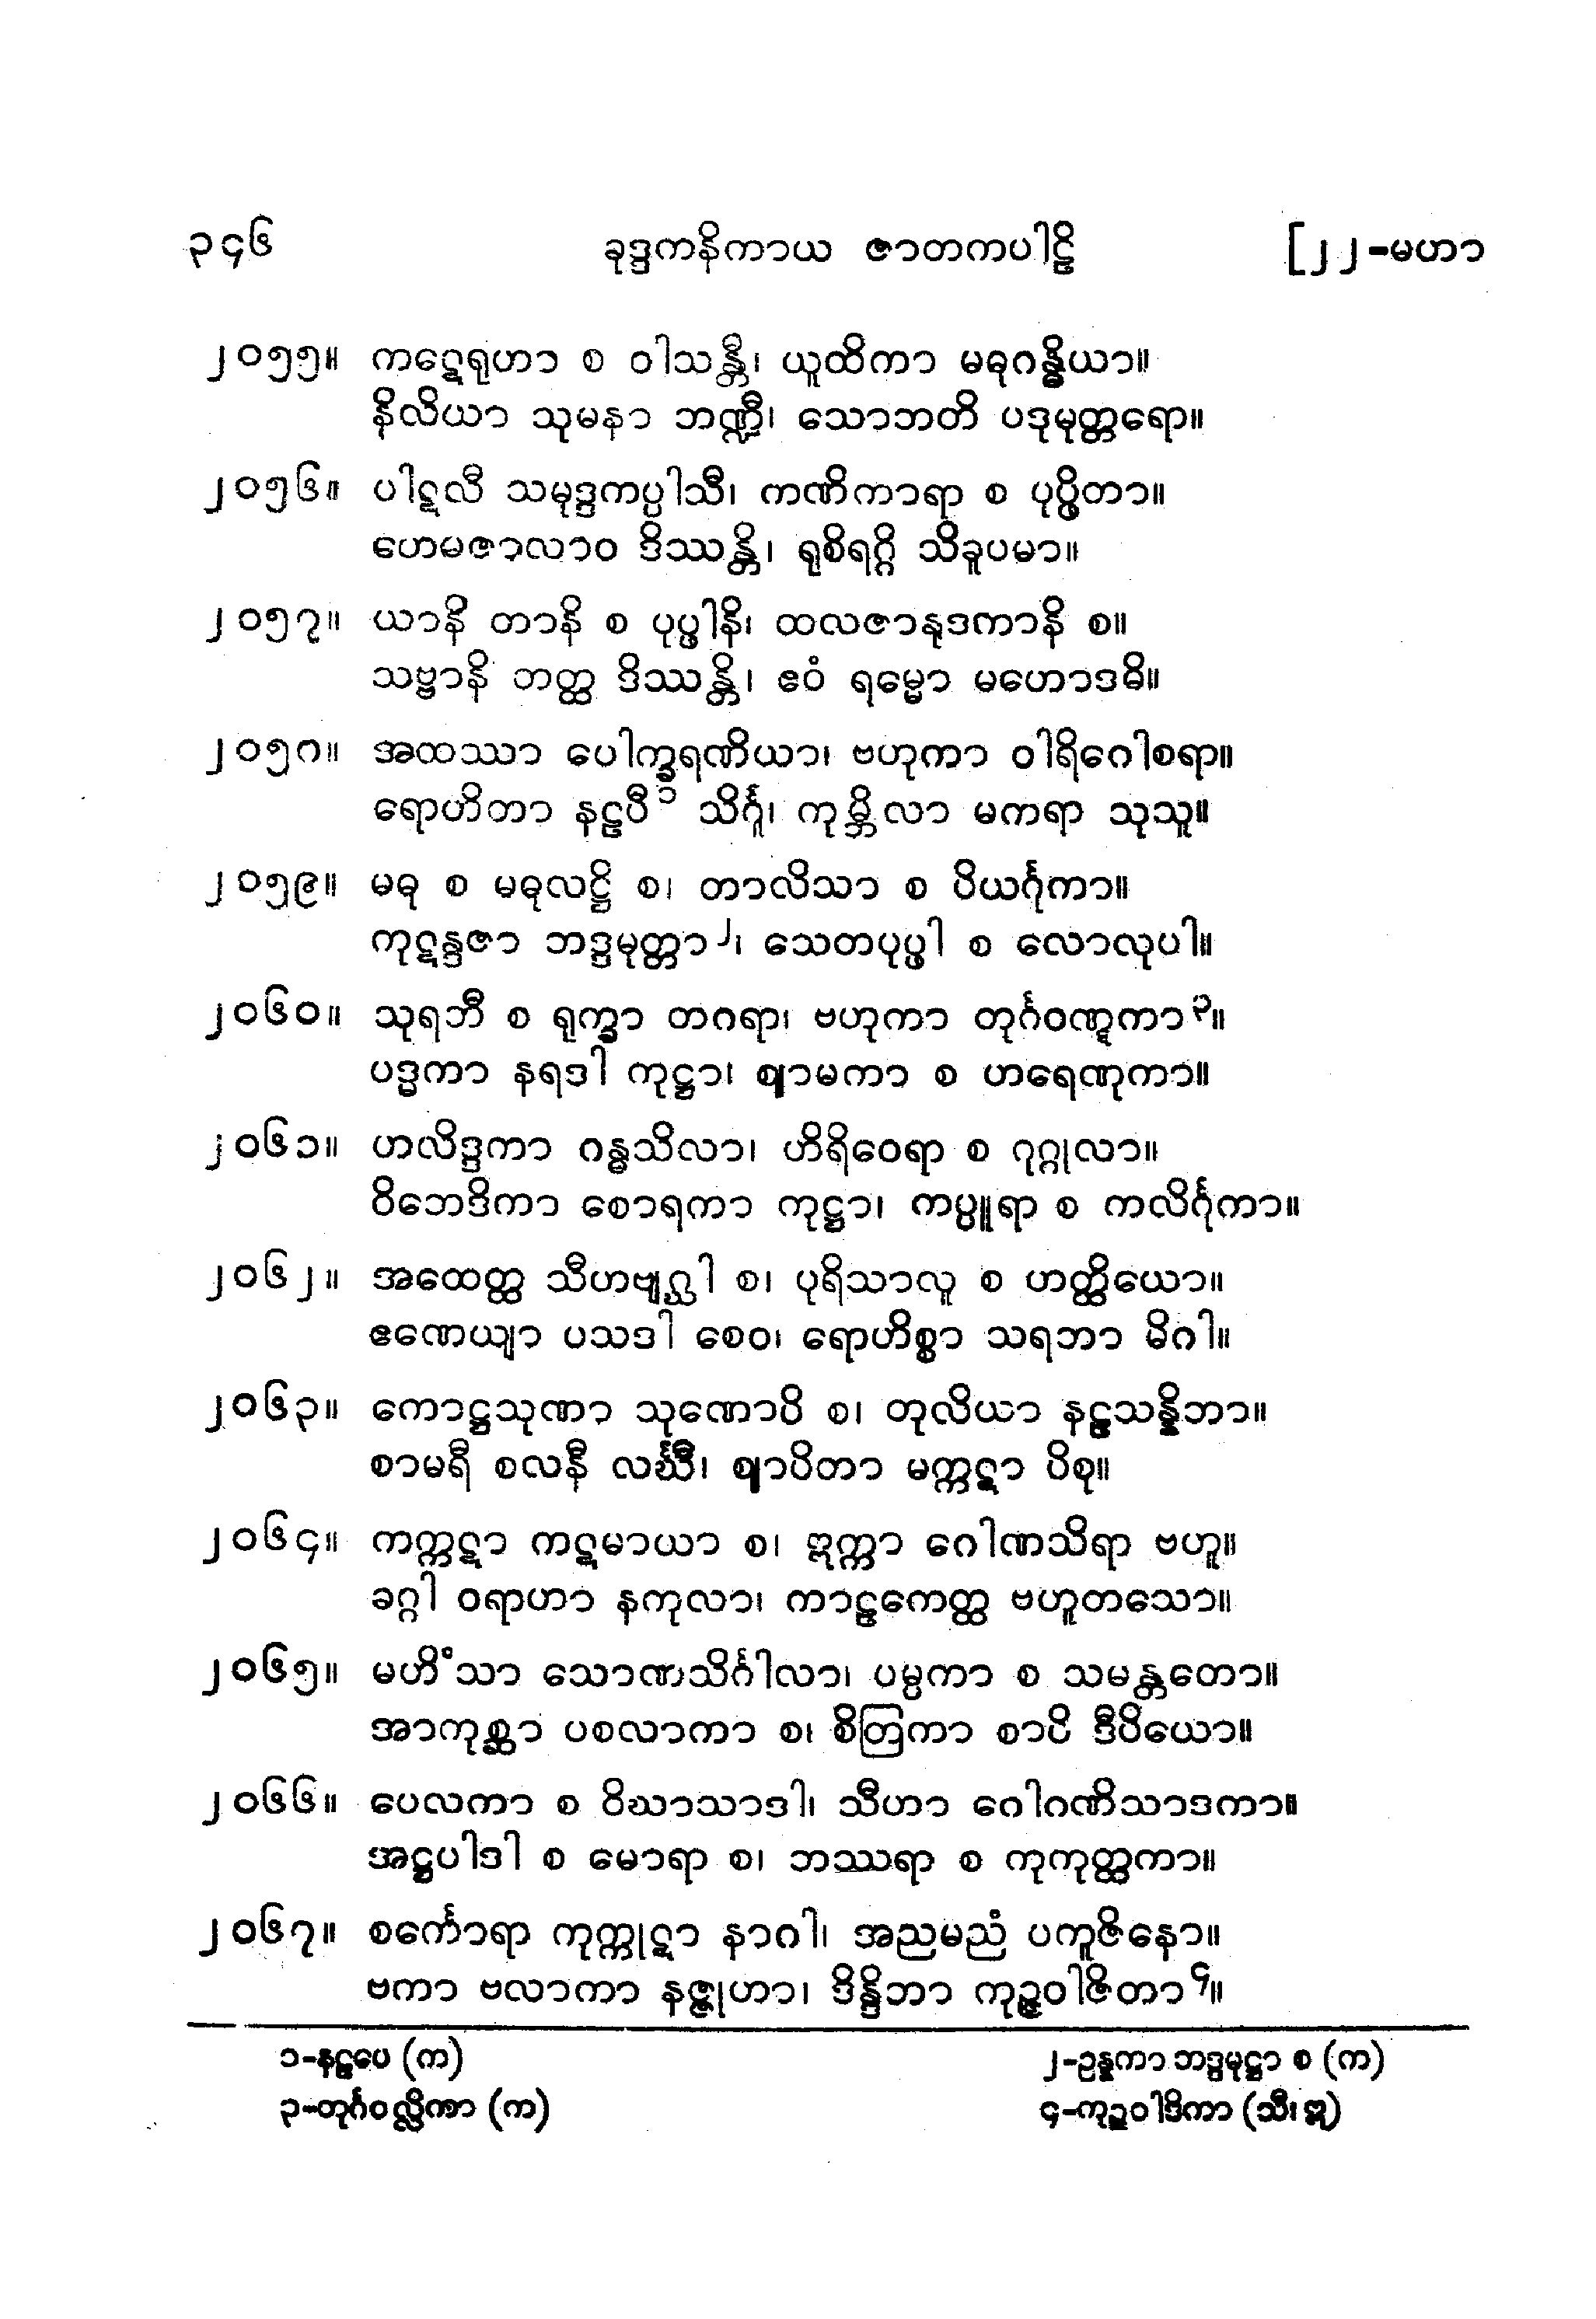 ၃၄၆ ခုဒ္ဒကနိကာယ ဇာတကပါဠိ [၂၂-မဟာ
၂၀၅၅။ ကဋေရုဟာ စ ဝါသန္တီ၊ ယူထိကာ မဓုဂန္ဓိယာ။
နိလိယာ သုမနာ ဘဏ္ဍီ၊ သောဘတိ ပဒုမုတ္တရော။
၂၀၅၆။ ပါဋလီ သမုဒ္ဒကပ္ပါသီ၊ ကဏိကာရာ စ ပုပ္ဖိတာ။
ဟေမဇာလာဝ ဒိဿန္တိ၊ ရုစိရဂ္ဂိ သိခူပမာ။
၂၀၅၇။ ယာနိ တာနိ စ ပုပ္ဖါနိ၊ ထလဇာနုဒကာနိ စ။
သဗ္ဗာနိ ဘတ္ထ ဒိဿန္တိ၊ ဧဝံ ရမ္မော မဟောဒဓိ။
၂၀၅၈။ အထဿာ ပေါက္ခရဏိယာ၊ ဗဟုကာ ဝါရိဂေါစရာ။
ရောဟိတာ နဠပီ၁ သိင်္ဂူ၊ ကုမ္ဘိလာ မကရာ သုသူ။
၂၀၅၉။ မဓု စ မဓုလဋ္ဌိ စ၊ တာလိသာ စ ပိယင်္ဂုကာ။
ကုဋန္ဒဇာ ဘဒ္ဒမုတ္တာ၂၊ သေတပုပ္ဖါ စ လောလုပါ။
၂၀၆၀။ သုရဘီ စ ရုက္ခာ တဂရာ၊ ဗဟုကာ တုင်္ဂဝဏ္ဋကာ၃။
ပဒ္ဓကာ နရဒါ ကုဋ္ဌာ၊ ဈာမကာ စ ဟရေဏုကာ။
၂၀၆၁။ ဟလိဒ္ဒကာ ဂန္ဓသိလာ၊ ဟိရိဝေရာ စ ဂုဂ္ဂုလာ။
ဝိဘေဒိကာ စောရကာ ကုဋ္ဌာ၊ ကပ္ပူရာ စ ကလိင်္ဂုကာ။
၂၀၆၂။ အထေတ္ထ သီဟဗျဂ္ဃါ စ၊ ပုရိသာလူ စ ဟတ္ထိယော။
ဧဏေယျာ ပသဒါ စေဝ၊ ရောဟိစ္စာ သရဘာ မိဂါ။
၂၀၆၃။ ကောဋ္ဌသုဏာ သုဏောပိ စ၊ တုလိယာ နဠသန္နိဘာ။
စာမရီ စလနီ လင်္ဃီ၊ ဈာပိတာ မက္ကဋာ ပိစု။
၂၀၆၄။ ကက္ကဋာ ကဋမာယာ စ၊ ဣက္ကာ ဂေါဏသိရာ ဗဟူ။
ခဂ္ဂါ ဝရာဟာ နကုလာ၊ ကာဠကေတ္ထ ဗဟူတသော။
၂၀၆၅။ မဟိံသာ သောဏသိင်္ဂါလာ၊ ပမ္ပကာ စ သမန္တတော။
အာကုစ္ဆာ ပစလာကာ စ၊ စိတြကာ စာပိ ဒီပိယော။
၂၀၆၆။ ပေလကာ စ ဝိဃာသာဒါ၊ သီဟာ ဂေါဂဏိသာဒကာ။
အဋ္ဌပါဒါ စ မောရာ စ၊ ဘဿရာ စ ကုကုတ္ထကာ။
၂၀၆၇။ စင်္ကောရာ ကုက္ကုဋာ နာဂါ၊ အညမညံ ပကူဇိနော။
ဗကာ ဗလာကာ နဇ္ဇုဟာ၊ ဒိန္ဒိဘာ ကုဉ္ဇဝါဇိတာ၄။
၁-နဠပေ (က) ၂-ဥန္နကာ ဘဒ္ဒမုဋ္ဌာ စ (က)
၃-တုင်္ဂဝလ္လိကာ (က) ၄-ကုဉ္စဝါဒိကာ (သီ၊ ဣ)